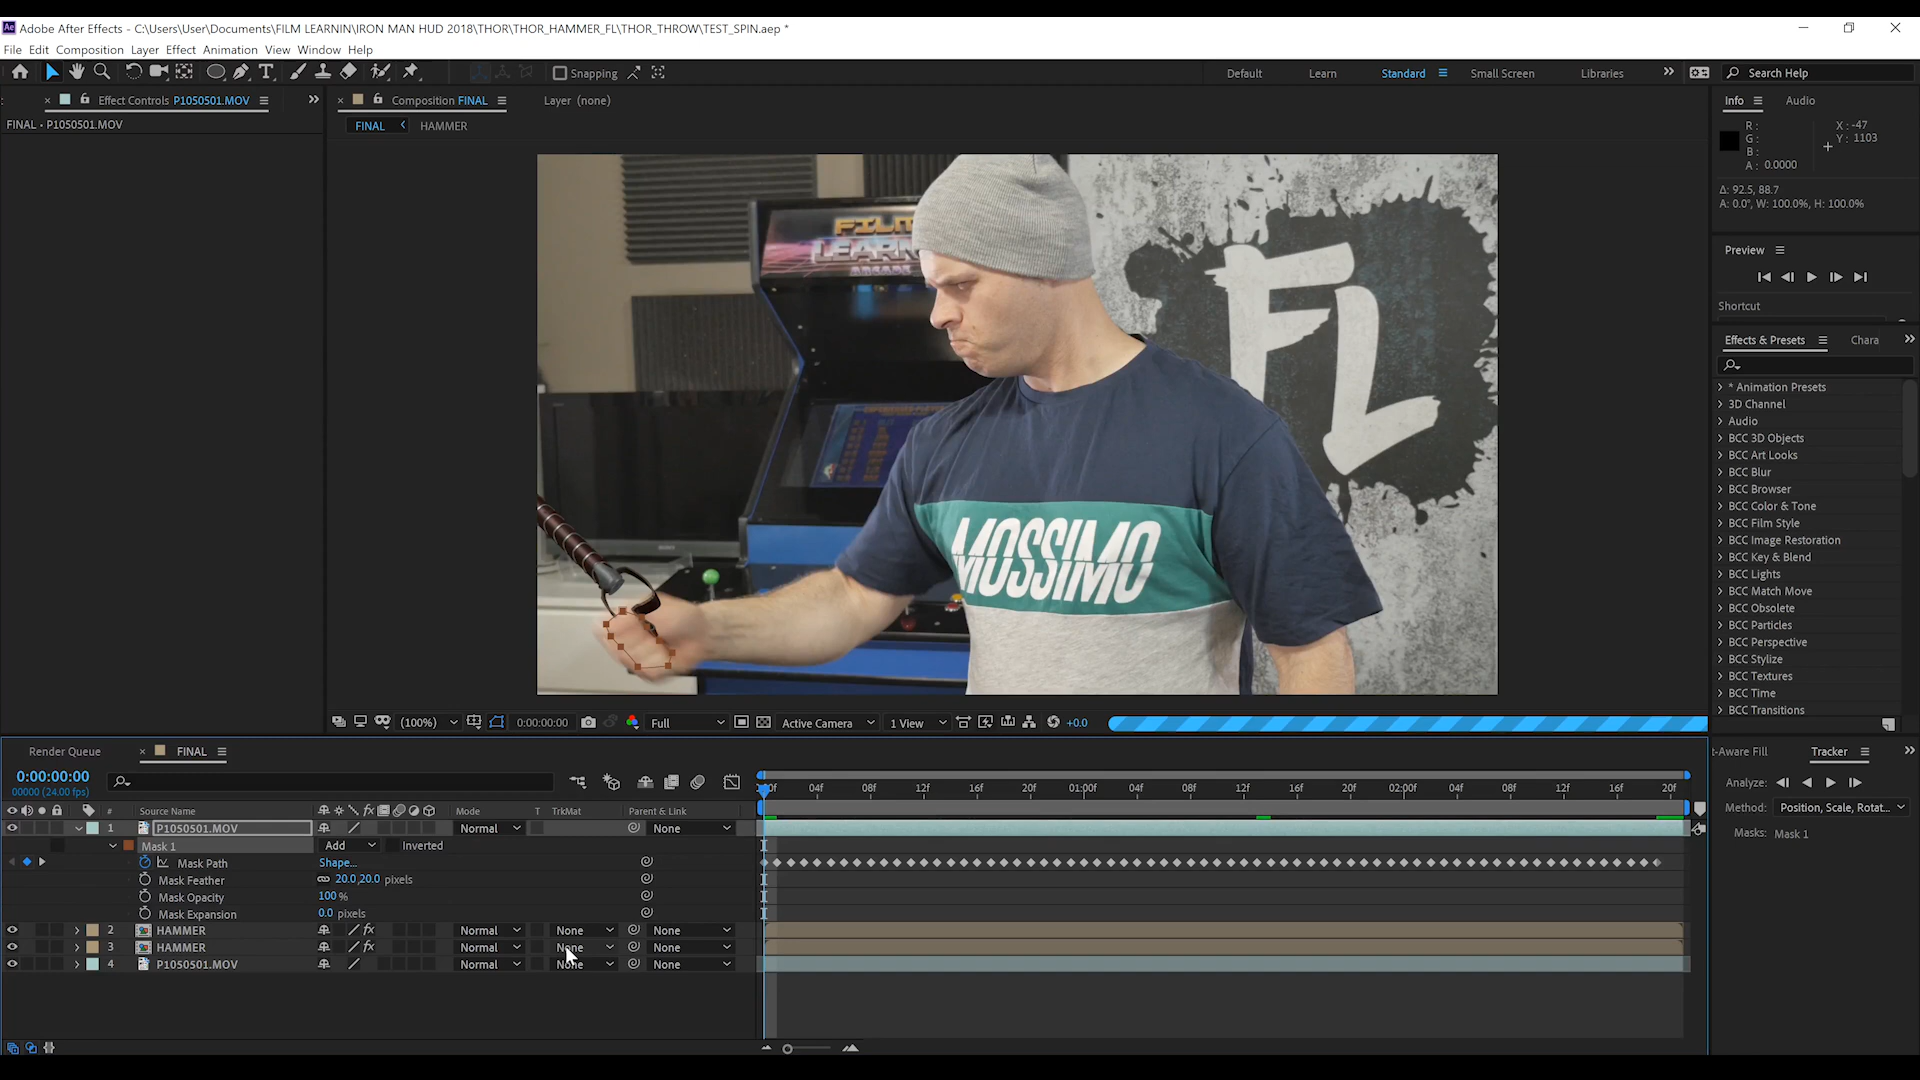 Adobe After Effects - C:\Users\User\Documents\FILM LEARNIN\IRON MAN HUD 2018\THOR\THOR_HAMMER_FL\THOR_THROW\TEST_SPIN.aep *
File Edit Composition Layer Effect Animation View Window Help
Snapping Default Learn Standard Small Screen Libraries Search Help
Effect Controls P1050501.MOV Composition FINAL Layer (none) Info Audio
FINAL • P1050501.MOV FINAL HAMMER
R : X : -47
G : Y : 1103
B :
A : 0.0000
Δ: 92.5, 88.7
A: 0.0°, W: 100.0%, H: 100.0%
Preview
Shortcut
Effects & Presets Chara
* Animation Presets
3D Channel
Audio
BCC 3D Objects
BCC Art Looks
BCC Blur
BCC Browser
BCC Color & Tone
BCC Film Style
BCC Image Restoration
BCC Key & Blend
BCC Lights
BCC Match Move
BCC Obsolete
BCC Particles
BCC Perspective
BCC Stylize
BCC Textures
BCC Time
BCC Transitions
FILM
LEARN
ARCADE
FL
MOSSIMO
SONY
(100%) 0:00:00:00 Full Active Camera 1 View +0.0
Render Queue FINAL t-Aware Fill Tracker
0:00:00:00
00000 (24.00 fps)
Analyze:
Method: Position, Scale, Rotat...
Masks: Mask 1
04f 08f 12f 16f 20f 01:00f 04f 08f 12f 16f 20f 02:00f 04f 08f 12f 16f 20f
# Source Name Mode T TrkMat Parent & Link
1 P1050501.MOV Normal None
Mask 1 Add Inverted
Mask Path Shape...
Mask Feather 20.0,20.0 pixels
Mask Opacity 100 %
Mask Expansion 0.0 pixels
2 HAMMER Normal None None
3 HAMMER Normal None None
4 P1050501.MOV Normal None None